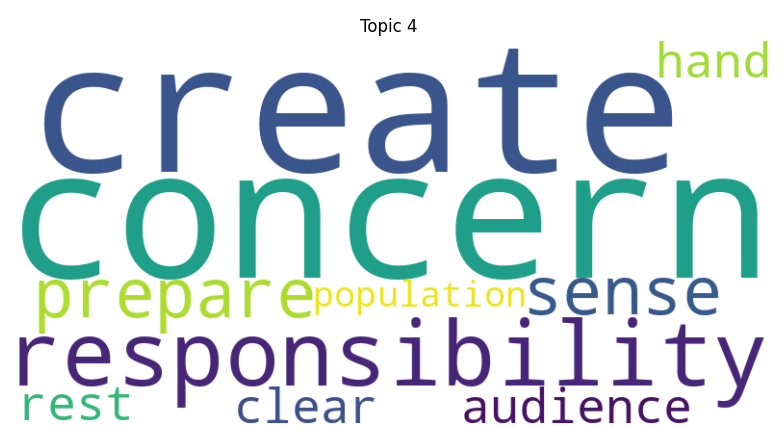 Topic 4
hand
create
concern
prepare population sense
responsibility
rest clear audience